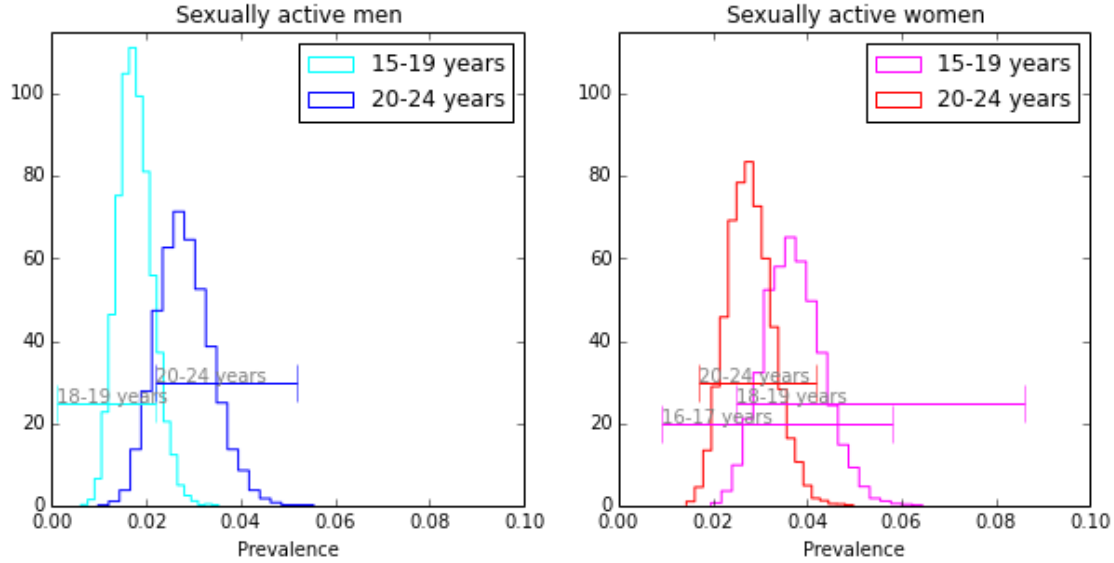 Sexually active men
15-19 years
20-24 years
100
80
60
40
20
0
20-24 years
18-19 years
0.00 0.02 0.04 0.06 0.08 0.10
Prevalence
Sexually active women
15-19 years
20-24 years
100
80
60
40
20
0
20-24 years
18-19 years
16-17 years
0.00 0.02 0.04 0.06 0.08 0.10
Prevalence